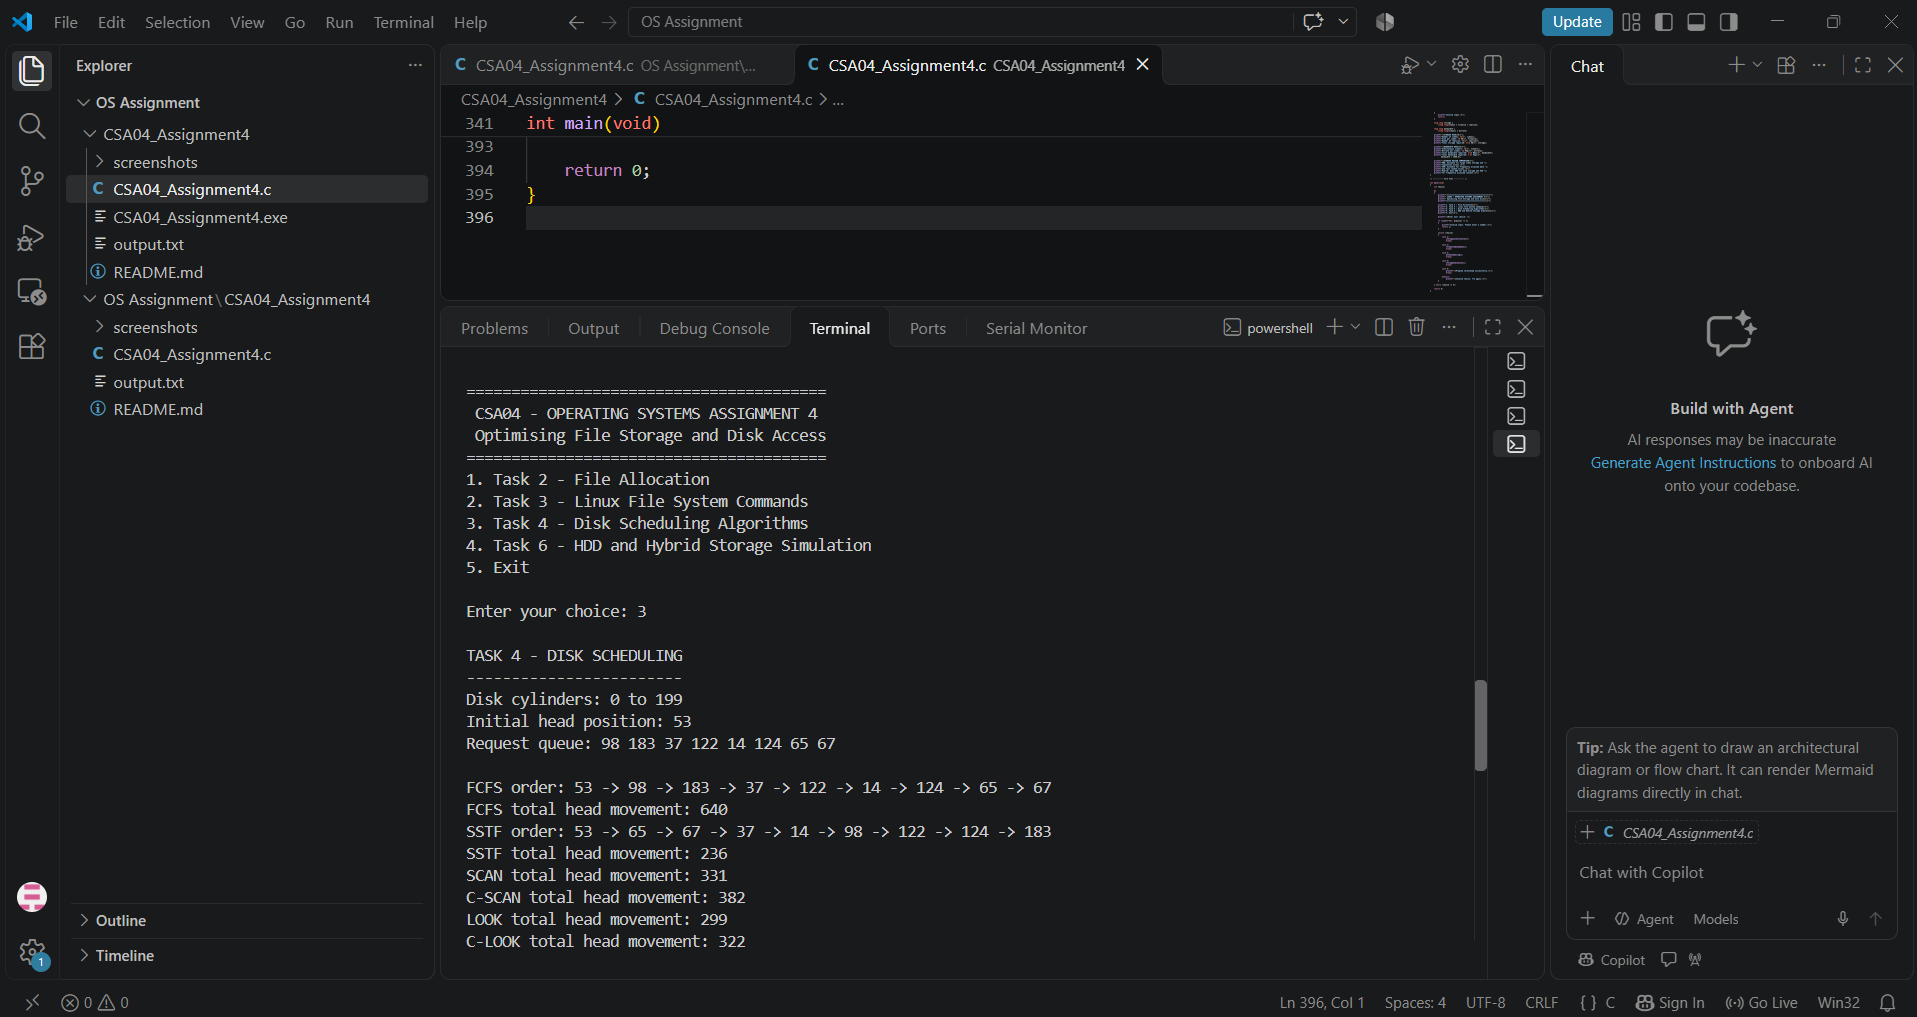 File Edit Selection View Go Run Terminal Help
OS Assignment
Update
Explorer
OS Assignment
CSA04_Assignment4
screenshots
CSA04_Assignment4.c
CSA04_Assignment4.exe
output.txt
README.md
OS Assignment\CSA04_Assignment4
screenshots
CSA04_Assignment4.c
output.txt
README.md
Outline
Timeline
1
C CSA04_Assignment4.c OS Assignment\...
C CSA04_Assignment4.c CSA04_Assignment4
CSA04_Assignment4 > C CSA04_Assignment4.c > ...
341 int main(void)
393
394 return 0;
395 }
396
Problems Output Debug Console Terminal Ports Serial Monitor
powershell
========================================
CSA04 - OPERATING SYSTEMS ASSIGNMENT 4
Optimising File Storage and Disk Access
========================================
1. Task 2 - File Allocation
2. Task 3 - Linux File System Commands
3. Task 4 - Disk Scheduling Algorithms
4. Task 6 - HDD and Hybrid Storage Simulation
5. Exit
Enter your choice: 3
TASK 4 - DISK SCHEDULING
------------------------
Disk cylinders: 0 to 199
Initial head position: 53
Request queue: 98 183 37 122 14 124 65 67
FCFS order: 53 -> 98 -> 183 -> 37 -> 122 -> 14 -> 124 -> 65 -> 67
FCFS total head movement: 640
SSTF order: 53 -> 65 -> 67 -> 37 -> 14 -> 98 -> 122 -> 124 -> 183
SSTF total head movement: 236
SCAN total head movement: 331
C-SCAN total head movement: 382
LOOK total head movement: 299
C-LOOK total head movement: 322
Chat
Build with Agent
AI responses may be inaccurate
Generate Agent Instructions to onboard AI
onto your codebase.
Tip: Ask the agent to draw an architectural
diagram or flow chart. It can render Mermaid
diagrams directly in chat.
C CSA04_Assignment4.c
Chat with Copilot
Agent Models
Copilot
0 0
Ln 396, Col 1 Spaces: 4 UTF-8 CRLF {} C Sign In Go Live Win32